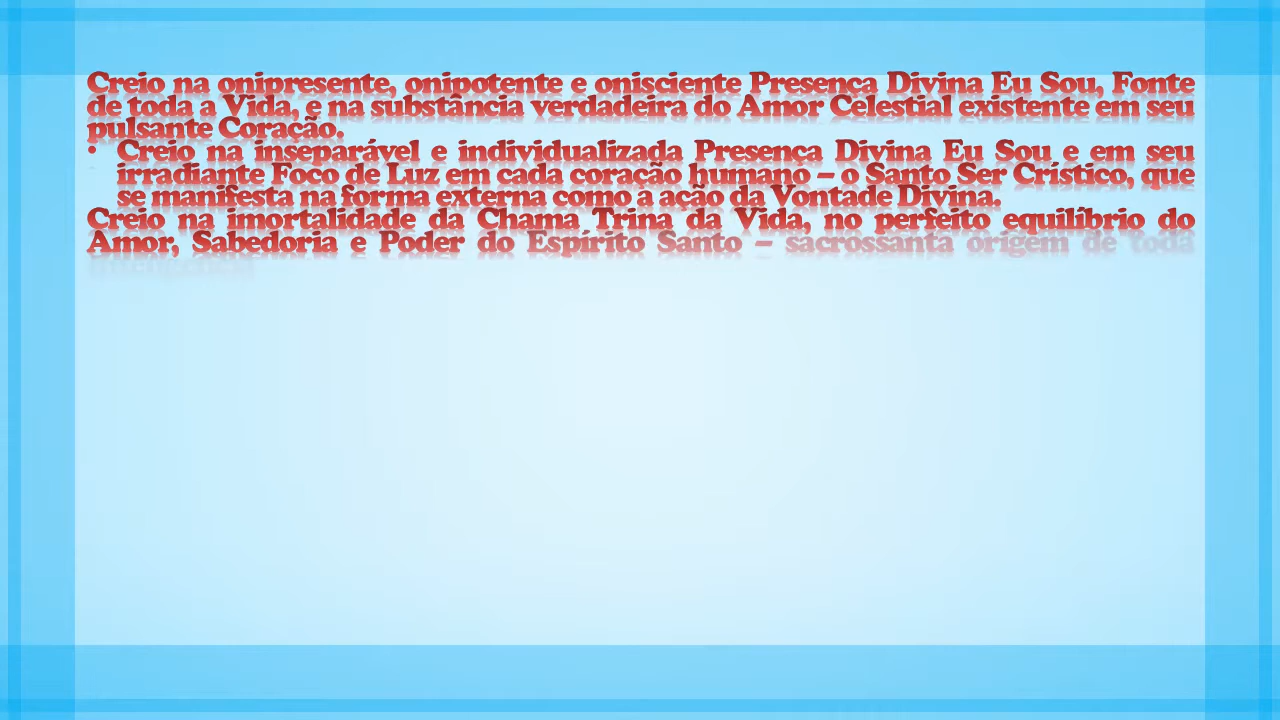 Creio na onipresente, onipotente e onisciente Presença Divina Eu Sou, Fonte
de toda a Vida, e na substância verdadeira do Amor Celestial existente em seu
pulsante Coração.
• Creio na inseparável e individualizada Presença Divina Eu Sou e em seu
irradiante Foco de Luz em cada coração humano – o Santo Ser Crístico, que
se manifesta na forma externa como a ação da Vontade Divina.
Creio na imortalidade da Chama Trina da Vida, no perfeito equilíbrio do
Amor, Sabedoria e Poder do Espírito Santo – sacrossanta origem de toda